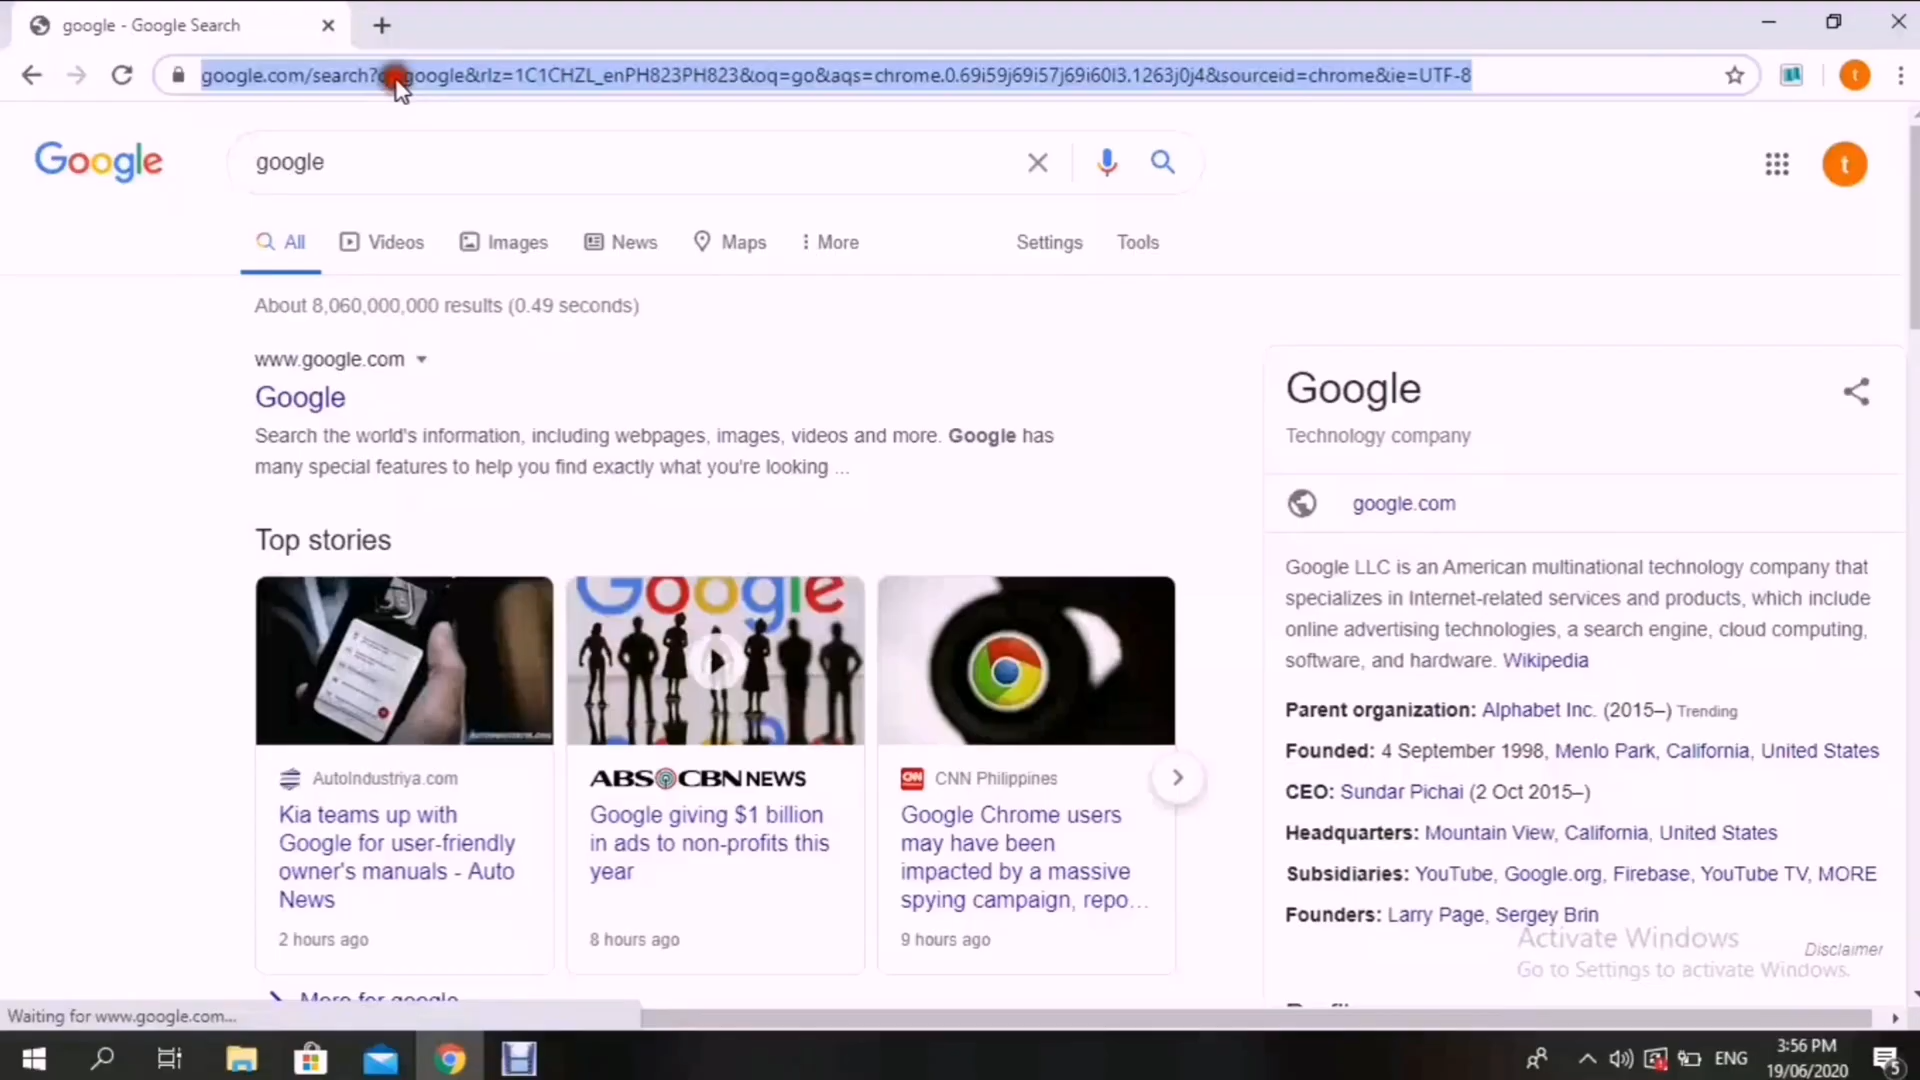 google - Google Search
google.com/search?q=google&rlz=1C1CHZL_enPH823PH823&oq=go&aqs=chrome.0.69i59j69i57j69i60l3.1263j0j4&sourceid=chrome&ie=UTF-8
t
Google
google
t
All
Videos
Images
News
Maps
More
Settings
Tools
About 8,060,000,000 results (0.49 seconds)
www.google.com
Google
Search the world's information, including webpages, images, videos and more. Google has
many special features to help you find exactly what you're looking ...
Top stories
Google
AutoIndustriya.com
Kia teams up with
Google for user-friendly
owner's manuals - Auto
News
2 hours ago
ABS CBN NEWS
Google giving $1 billion
in ads to non-profits this
year
8 hours ago
CNN
CNN Philippines
Google Chrome users
may have been
impacted by a massive
spying campaign, repo...
9 hours ago
More for google
Google
Technology company
google.com
Google LLC is an American multinational technology company that
specializes in Internet-related services and products, which include
online advertising technologies, a search engine, cloud computing,
software, and hardware. Wikipedia
Parent organization: Alphabet Inc. (2015–) Trending
Founded: 4 September 1998, Menlo Park, California, United States
CEO: Sundar Pichai (2 Oct 2015–)
Headquarters: Mountain View, California, United States
Subsidiaries: YouTube, Google.org, Firebase, YouTube TV, MORE
Founders: Larry Page, Sergey Brin
Disclaimer
Activate Windows
Go to Settings to activate Windows.
Waiting for www.google.com...
ENG
3:56 PM
19/06/2020
5